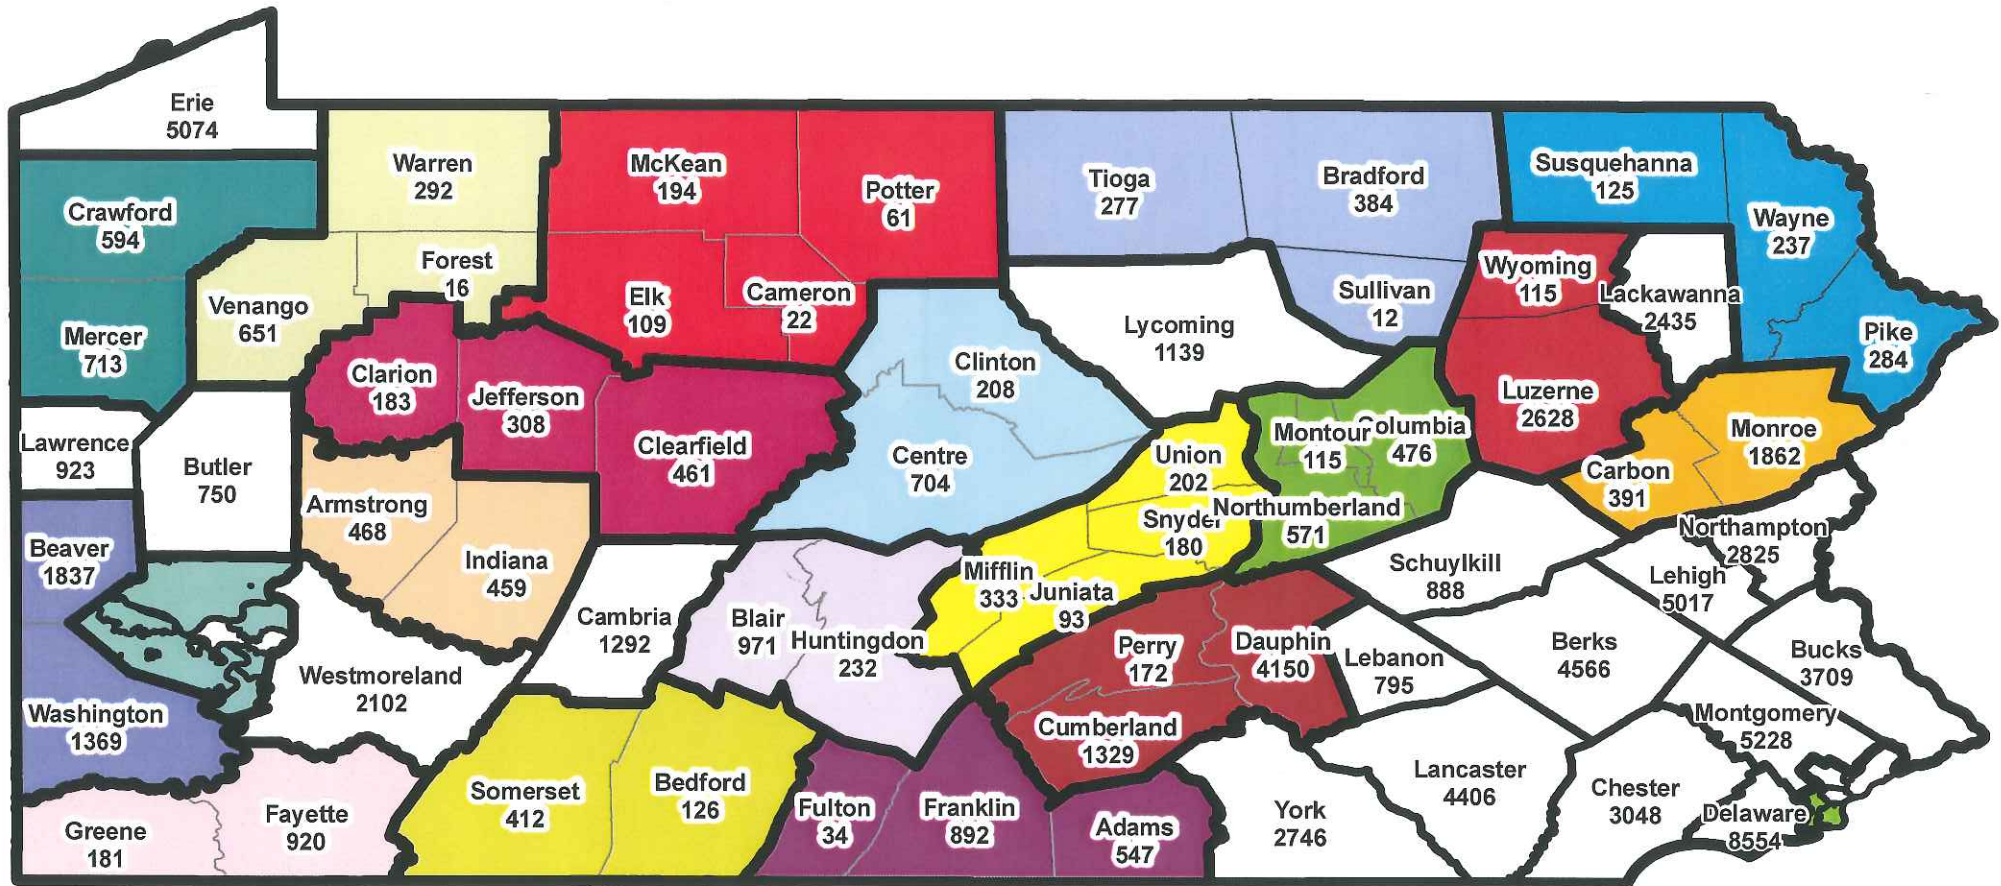 Erie
5074
Warren
292
McKean
194
Potter
61
Tioga
277
Bradford
384
Susquehanna
125
Wayne
237
Crawford
594
Forest
16
Venango
651
Elk
109
Cameron
22
Sullivan
12
Wyoming
115
Lackawanna
2435
Pike
284
Mercer
713
Lycoming
1139
Clinton
208
Clarion
183
Jefferson
308
Luzerne
2628
Lawrence
923
Butler
750
Clearfield
461
Centre
704
Union
202
Montour
115
Columbia
476
Monroe
1862
Carbon
391
Armstrong
468
Snyder
180
Northumberland
571
Northampton
2825
Beaver
1837
Indiana
459
Mifflin
333
Juniata
93
Schuylkill
888
Lehigh
5017
Cambria
1292
Blair
971
Huntingdon
232
Perry
172
Dauphin
4150
Lebanon
795
Berks
4566
Bucks
3709
Westmoreland
2102
Washington
1369
Cumberland
1329
Montgomery
5228
Somerset
412
Bedford
126
Fulton
34
Franklin
892
Adams
547
York
2746
Lancaster
4406
Chester
3048
Delaware
8554
Greene
181
Fayette
920